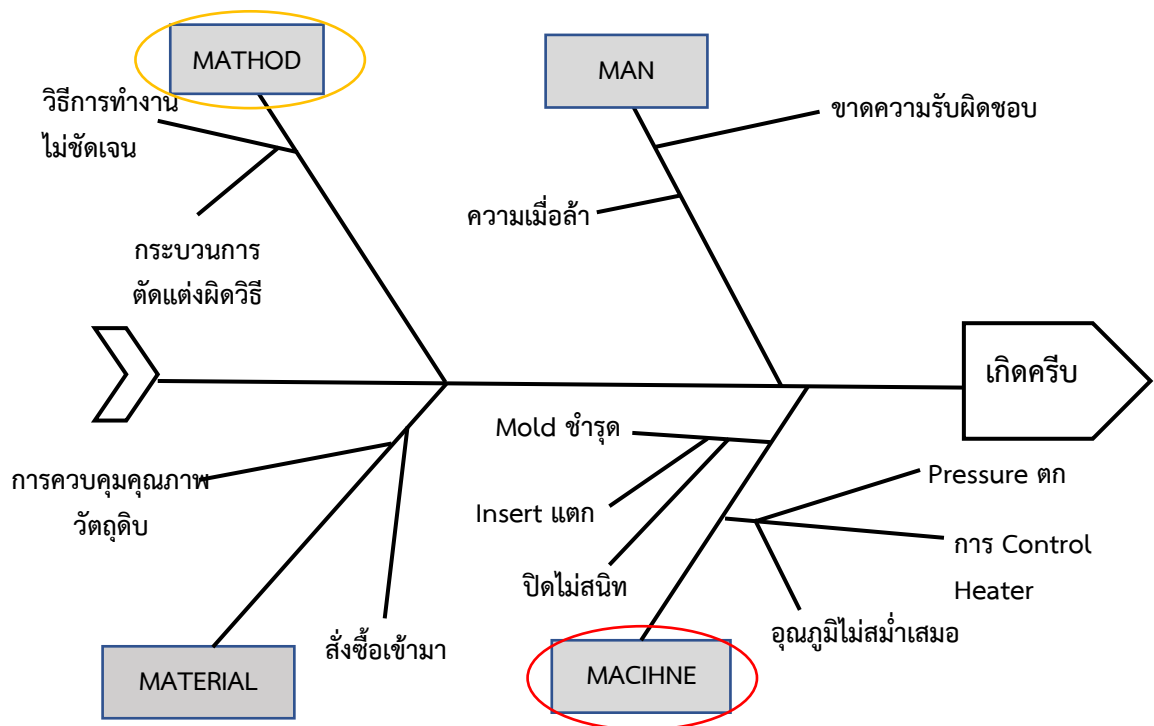 MATHOD
MAN
วิธีการทำงาน
ไม่ชัดเจน
ขาดความรับผิดชอบ
ความเมื่อล้า
กระบวนการ
ตัดแต่งผิดวิธี
เกิดครีบ
Mold ชำรุด
การควบคุมคุณภาพ
วัตถุดิบ
Pressure ตก
Insert แตก
การ Control
Heater
ปิดไม่สนิท
อุณภูมิไม่สม่ำเสมอ
สั่งซื้อเข้ามา
MATERIAL
MACIHNE